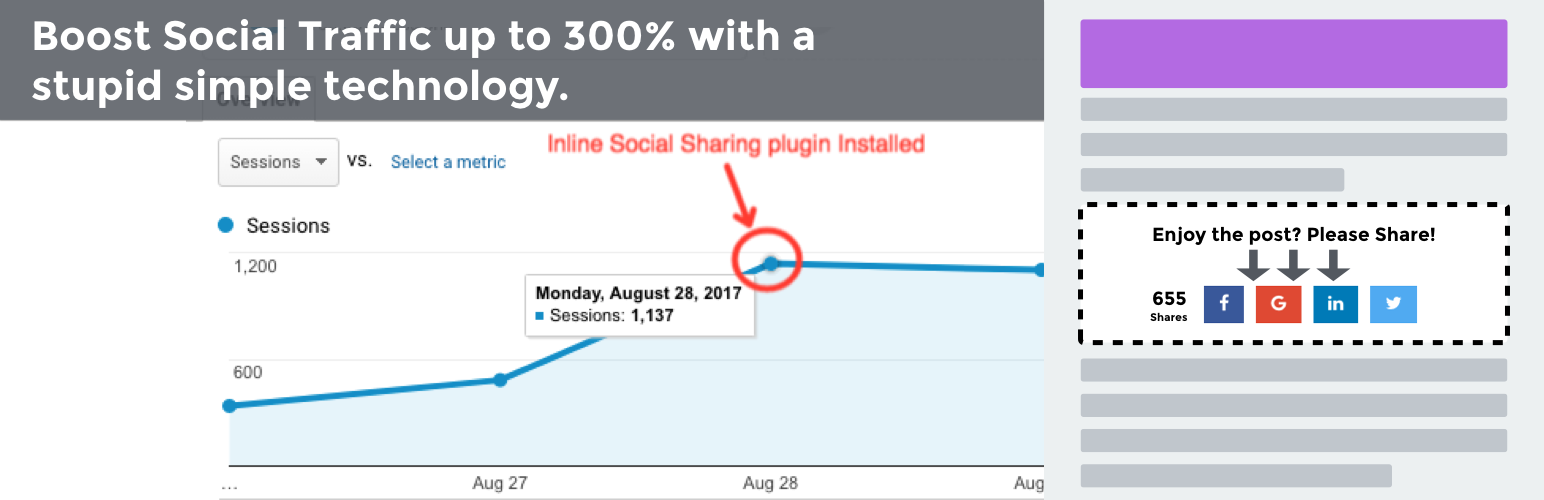 Boost Social Traffic up to 300% with a
stupid simple technology.
Overview
Inline Social Sharing plugin Installed
Sessions vs. Select a metric
Sessions
1,200
Monday, August 28, 2017
Sessions: 1,137
600
... Aug 27 Aug 28 Aug
Enjoy the post? Please Share!
655
Shares
f G in